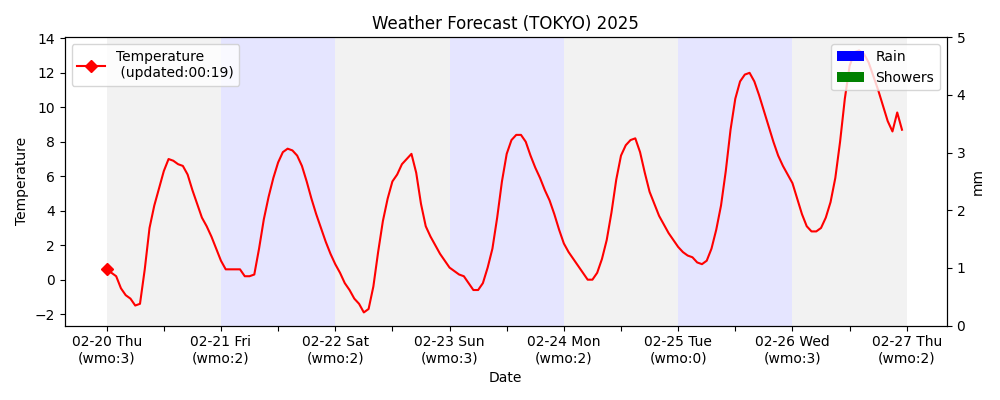 Weather Forecast (TOKYO) 2025
Temperature
(updated:00:19)
Rain
Showers
Temperature
14
12
10
8
6
4
2
0
−2
5
4
3
2
1
0
mm
02-20 Thu
(wmo:3)
02-21 Fri
(wmo:2)
02-22 Sat
(wmo:2)
02-23 Sun
(wmo:3)
02-24 Mon
(wmo:2)
02-25 Tue
(wmo:0)
02-26 Wed
(wmo:3)
02-27 Thu
(wmo:2)
Date